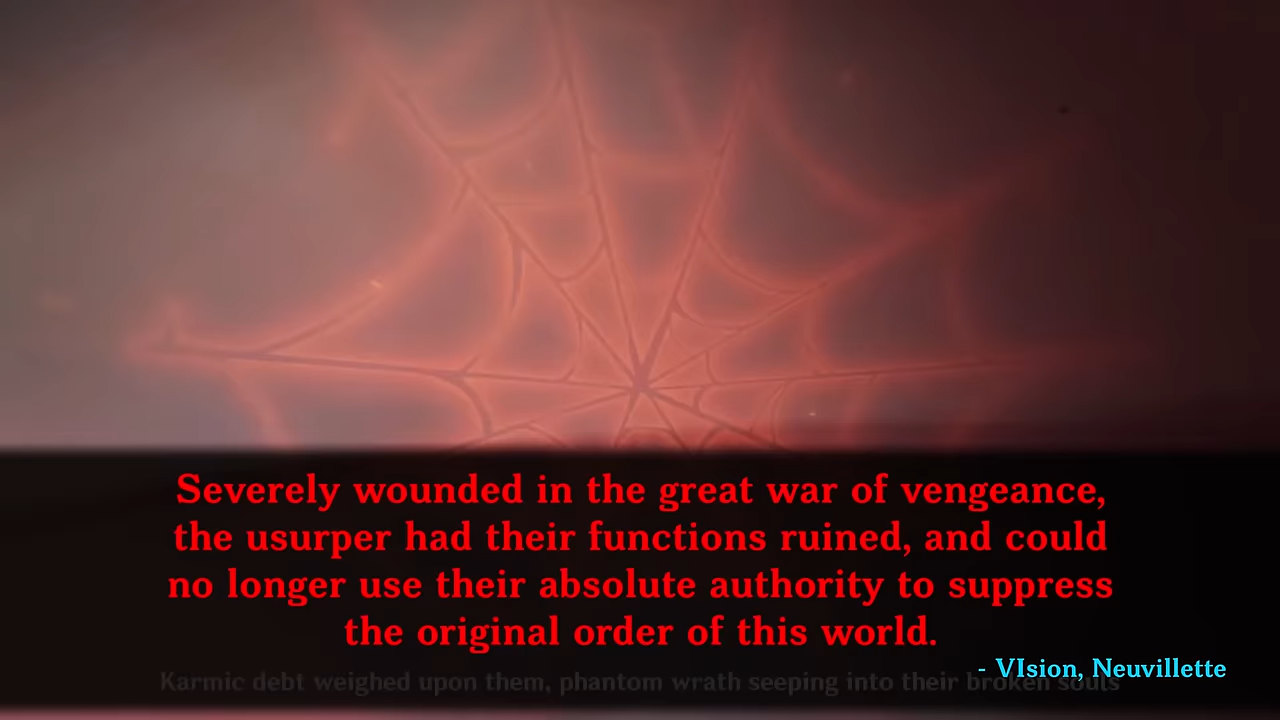 Severely wounded in the great war of vengeance,
the usurper had their functions ruined, and could
no longer use their absolute authority to suppress
the original order of this world.
- VIsion, Neuvillette
Karmic debt weighed upon them, phantom wrath seeping into their broken souls